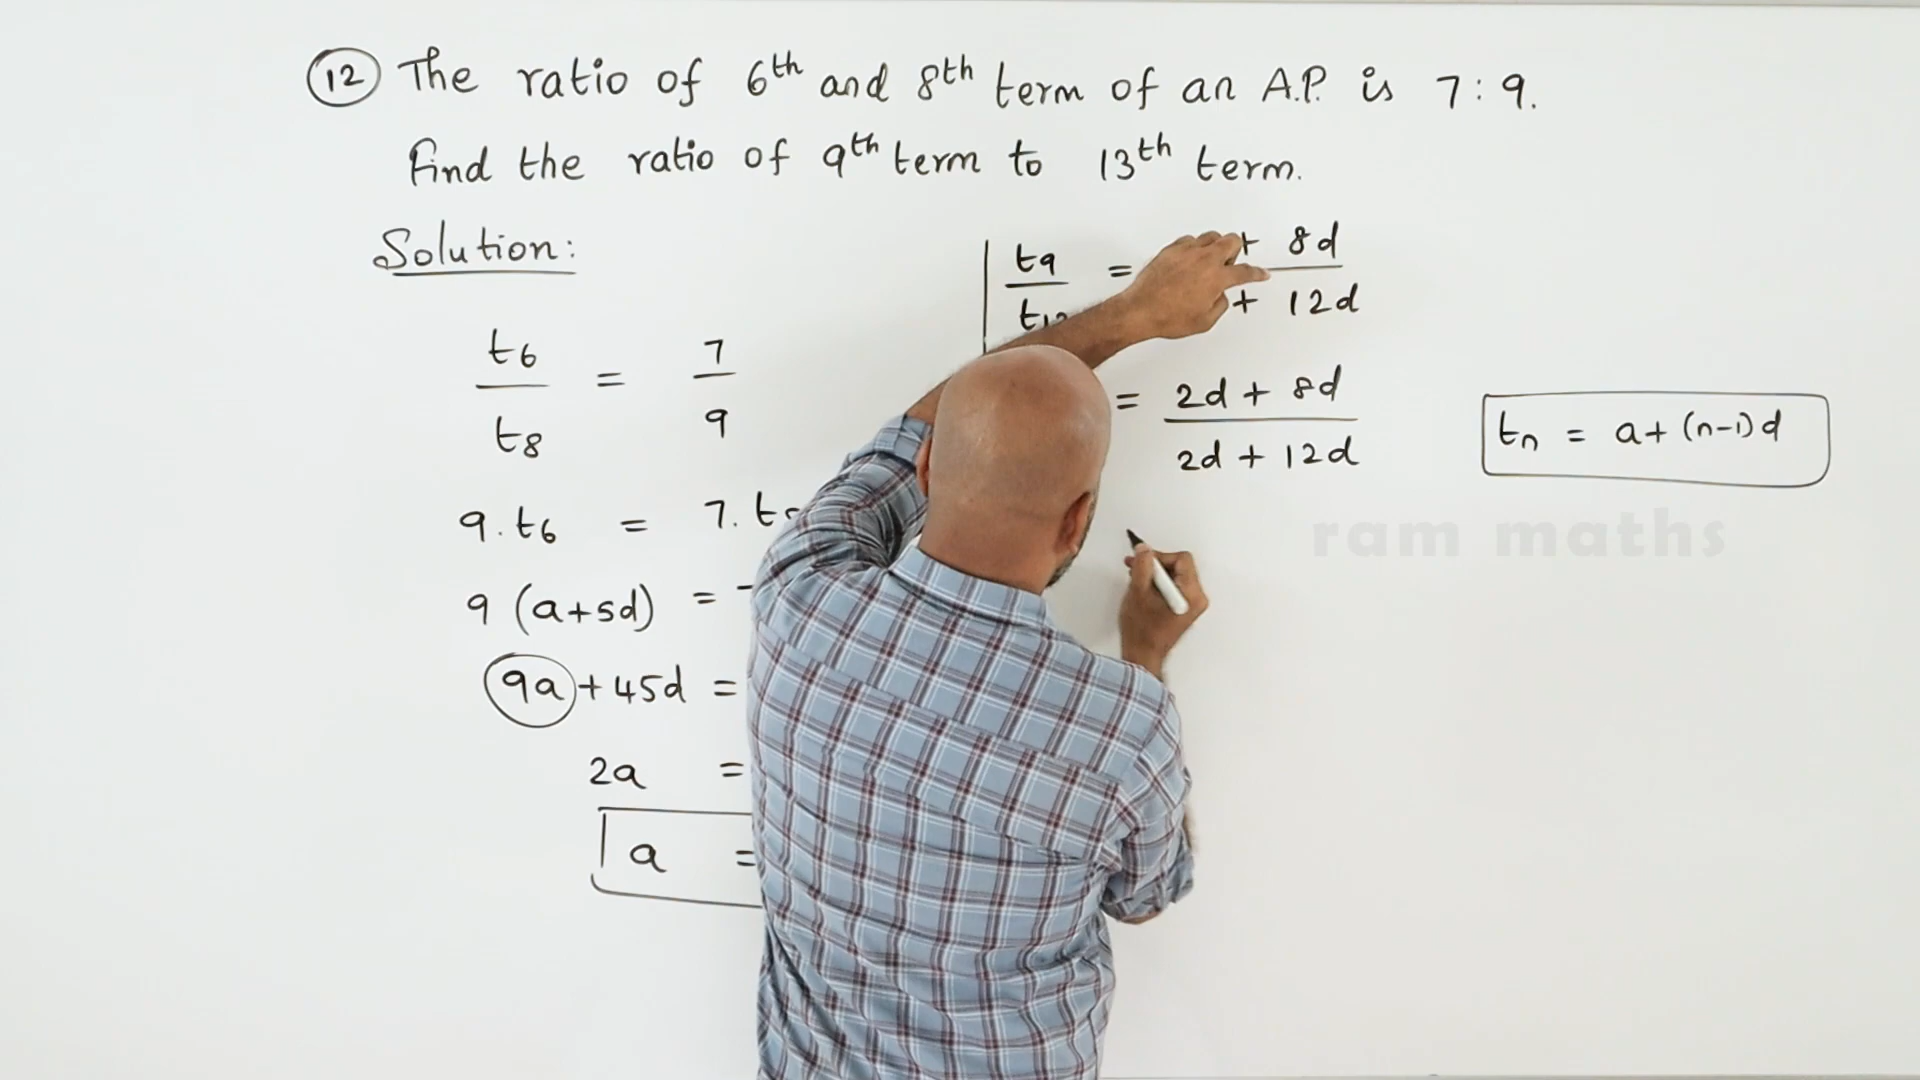 12 The ratio of 6th and 8th term of an A.P. is 7 : 9.
Find the ratio of 9th term to 13th term.
Solution:
t6 / t8 = 7 / 9
9 . t6 = 7 .
9 (a+5d) =
9a + 45d =
2a =
a =
t9 = + 8d
+ 12d
= 2d + 8d / 2d + 12d
tn = a + (n-1)d
ram maths